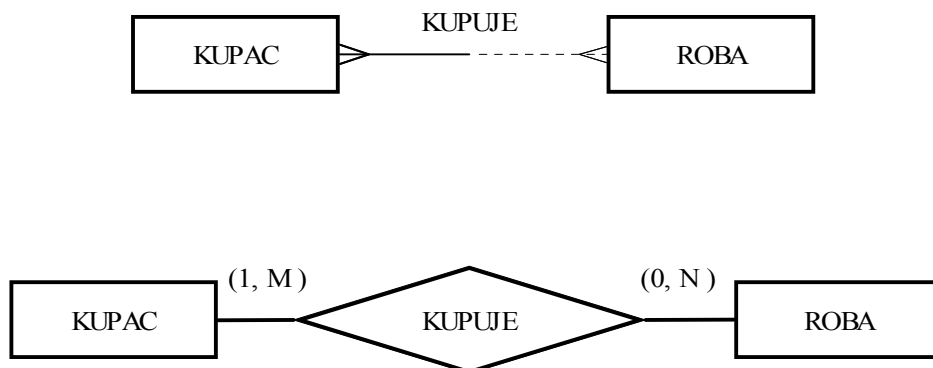 KUPUJE
KUPAC
ROBA
(1, M )
(0, N )
KUPAC
KUPUJE
ROBA